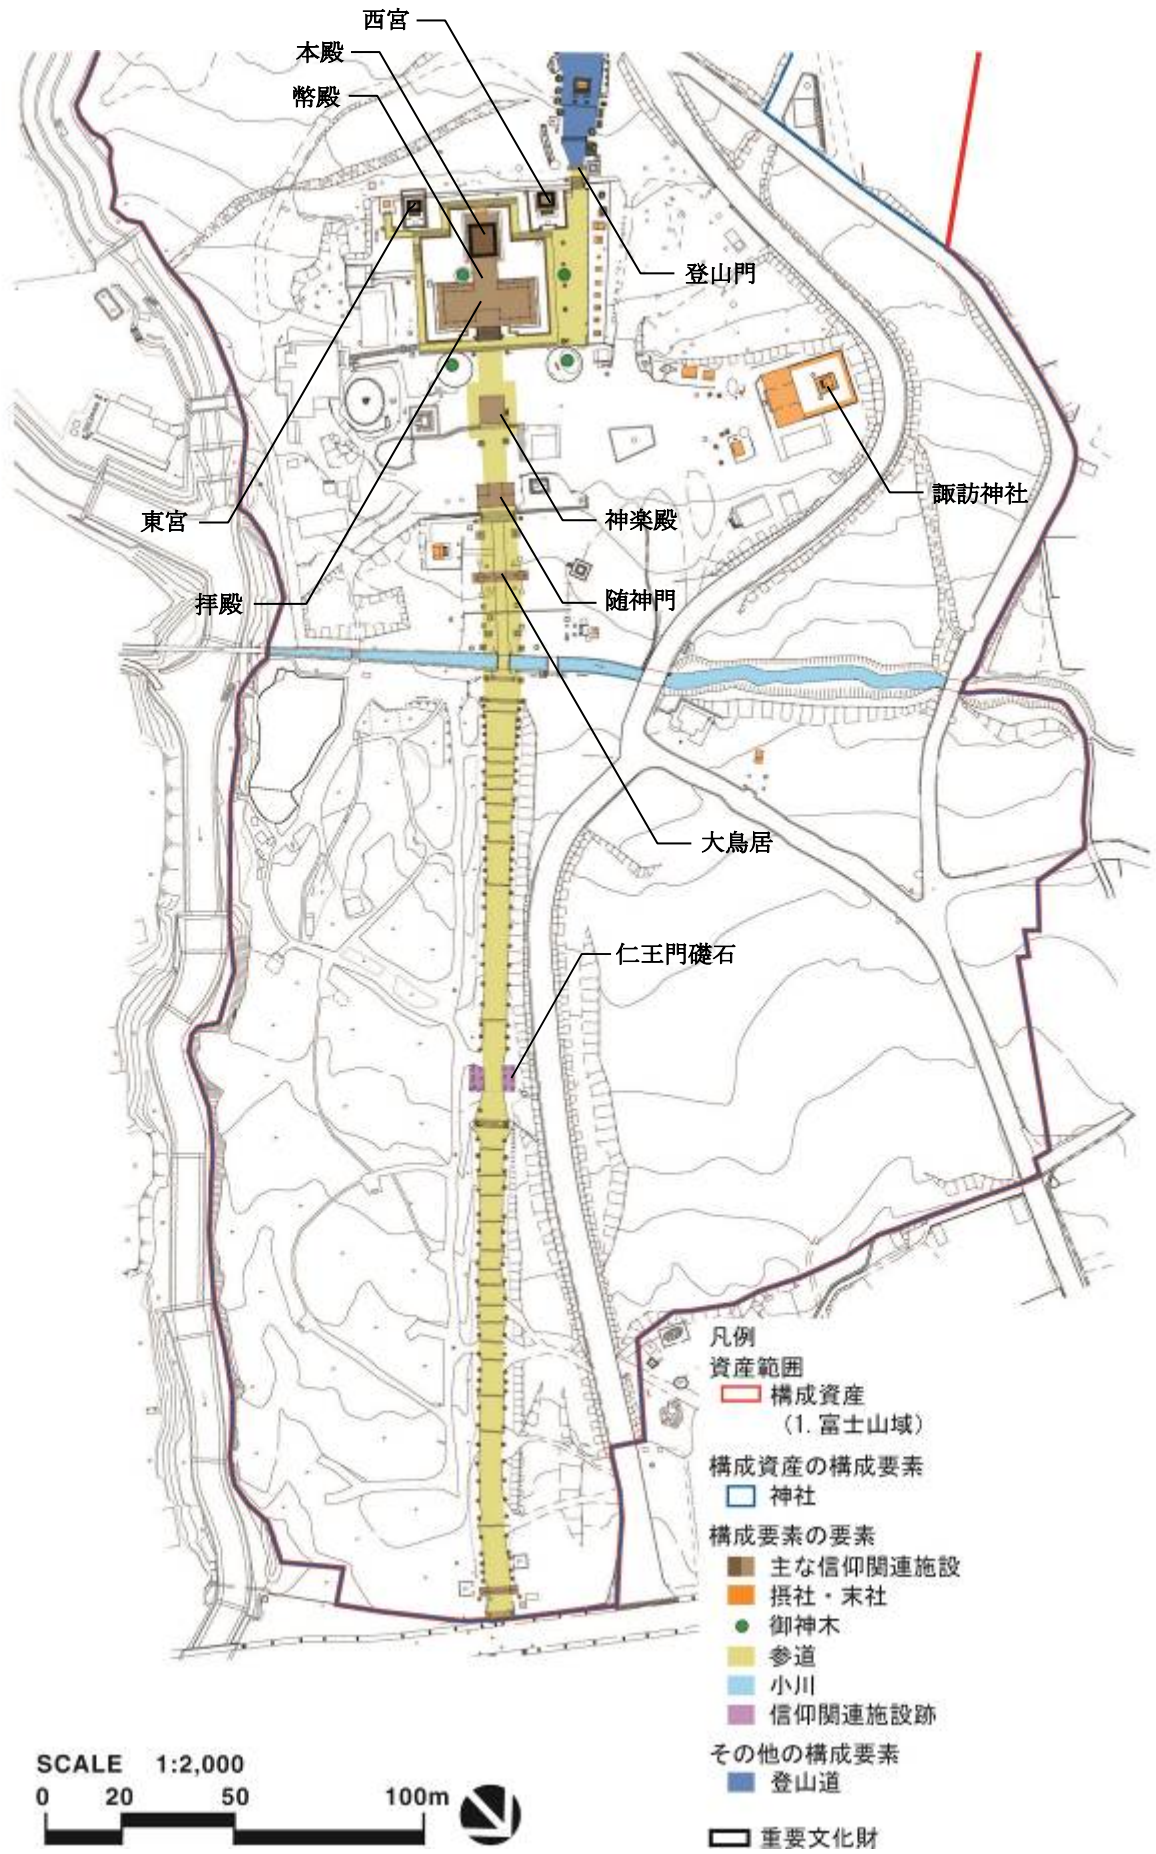 西宮
本殿
幣殿
登山門
諏訪神社
東宮
神楽殿
拝殿
随神門
大鳥居
仁王門礎石
凡例
資産範囲
構成資産
（1. 富士山域）
構成資産の構成要素
神社
構成要素の要素
主な信仰関連施設
摂社・末社
御神木
参道
小川
信仰関連施設跡
その他の構成要素
登山道
重要文化財
SCALE 1:2,000
0 20 50 100m